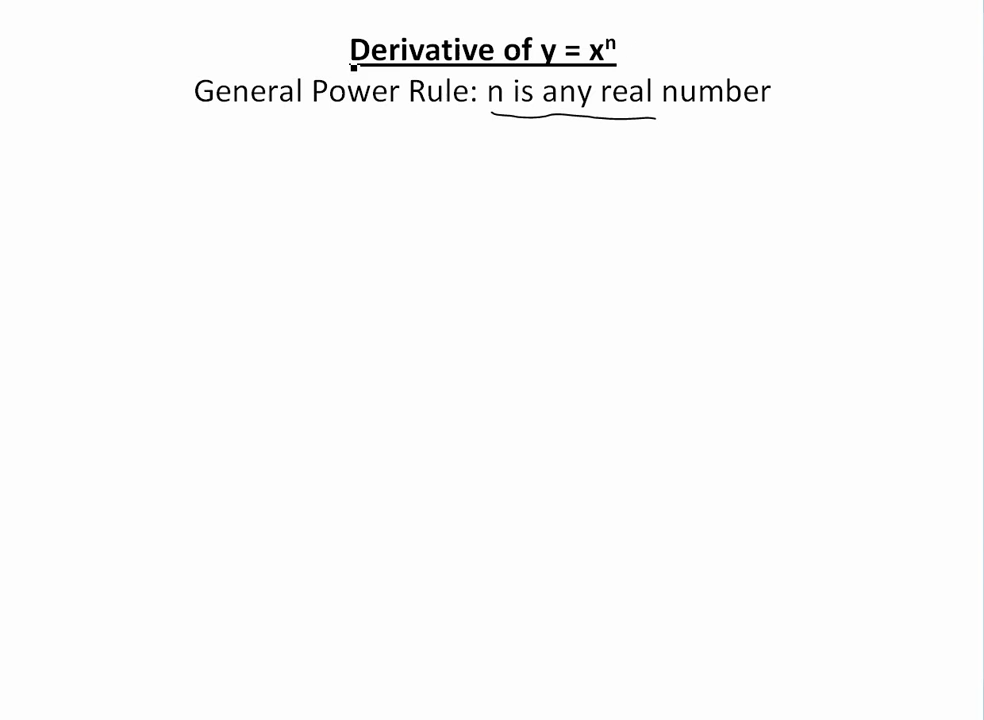 Derivative of y = xⁿ
General Power Rule: n is any real number